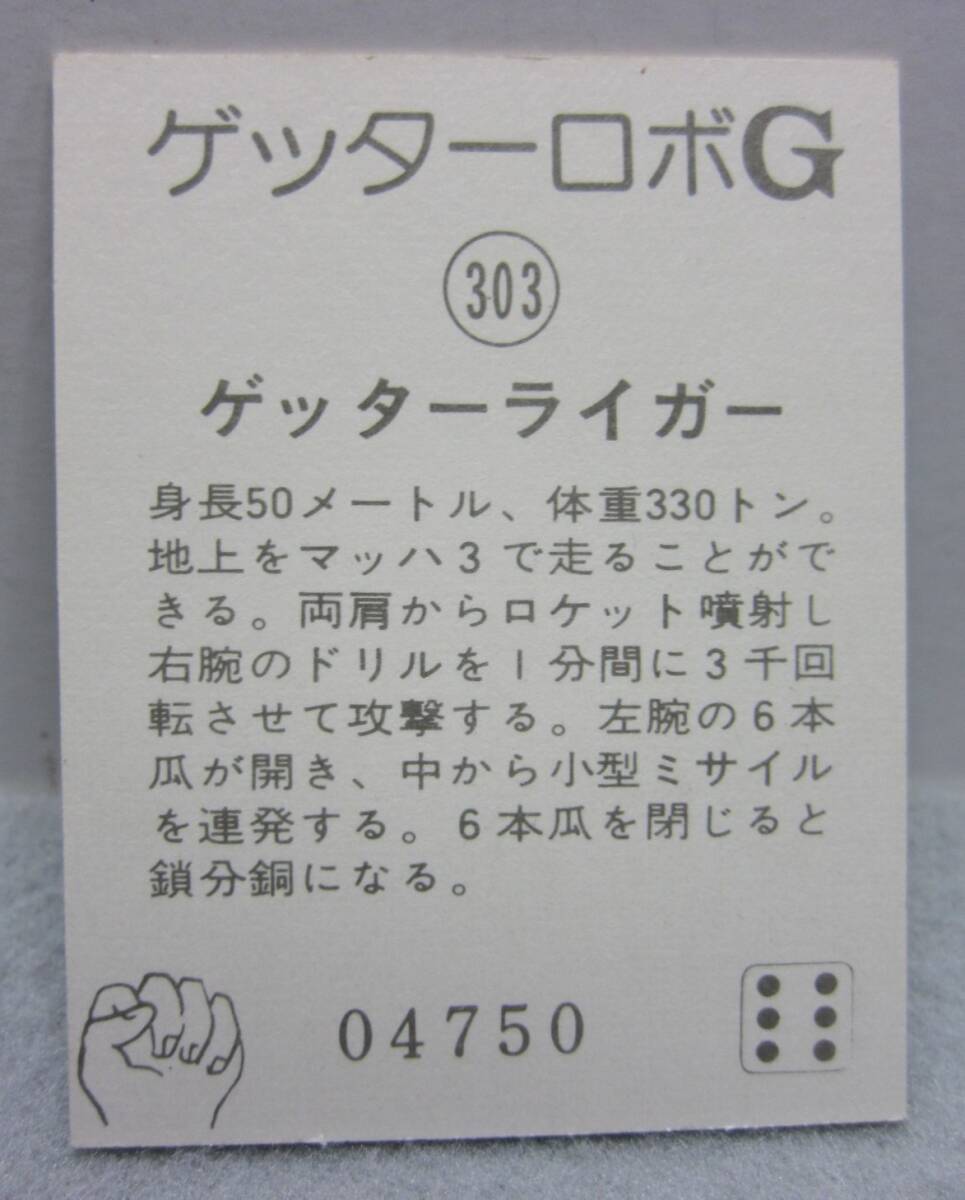 ゲッターロボG
303
ゲッターライガー
身長50メートル、体重330トン。
地上をマッハ3で走ることがで
きる。両肩からロケット噴射し
右腕のドリルを1分間に3千回
転させて攻撃する。左腕の6本
爪が開き、中から小型ミサイル
を連発する。6本爪を閉じると
鎖分銅になる。
04750